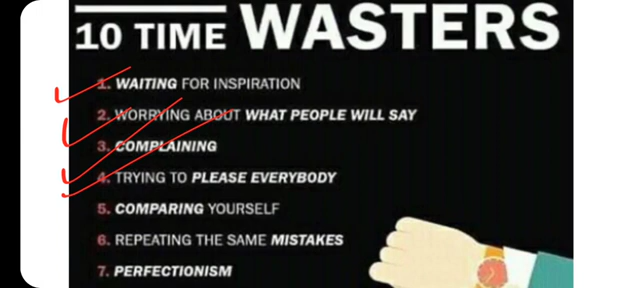 10 TIME WASTERS
1. WAITING FOR INSPIRATION
2. WORRYING ABOUT WHAT PEOPLE WILL SAY
3. COMPLAINING
4. TRYING TO PLEASE EVERYBODY
5. COMPARING YOURSELF
6. REPEATING THE SAME MISTAKES
7. PERFECTIONISM